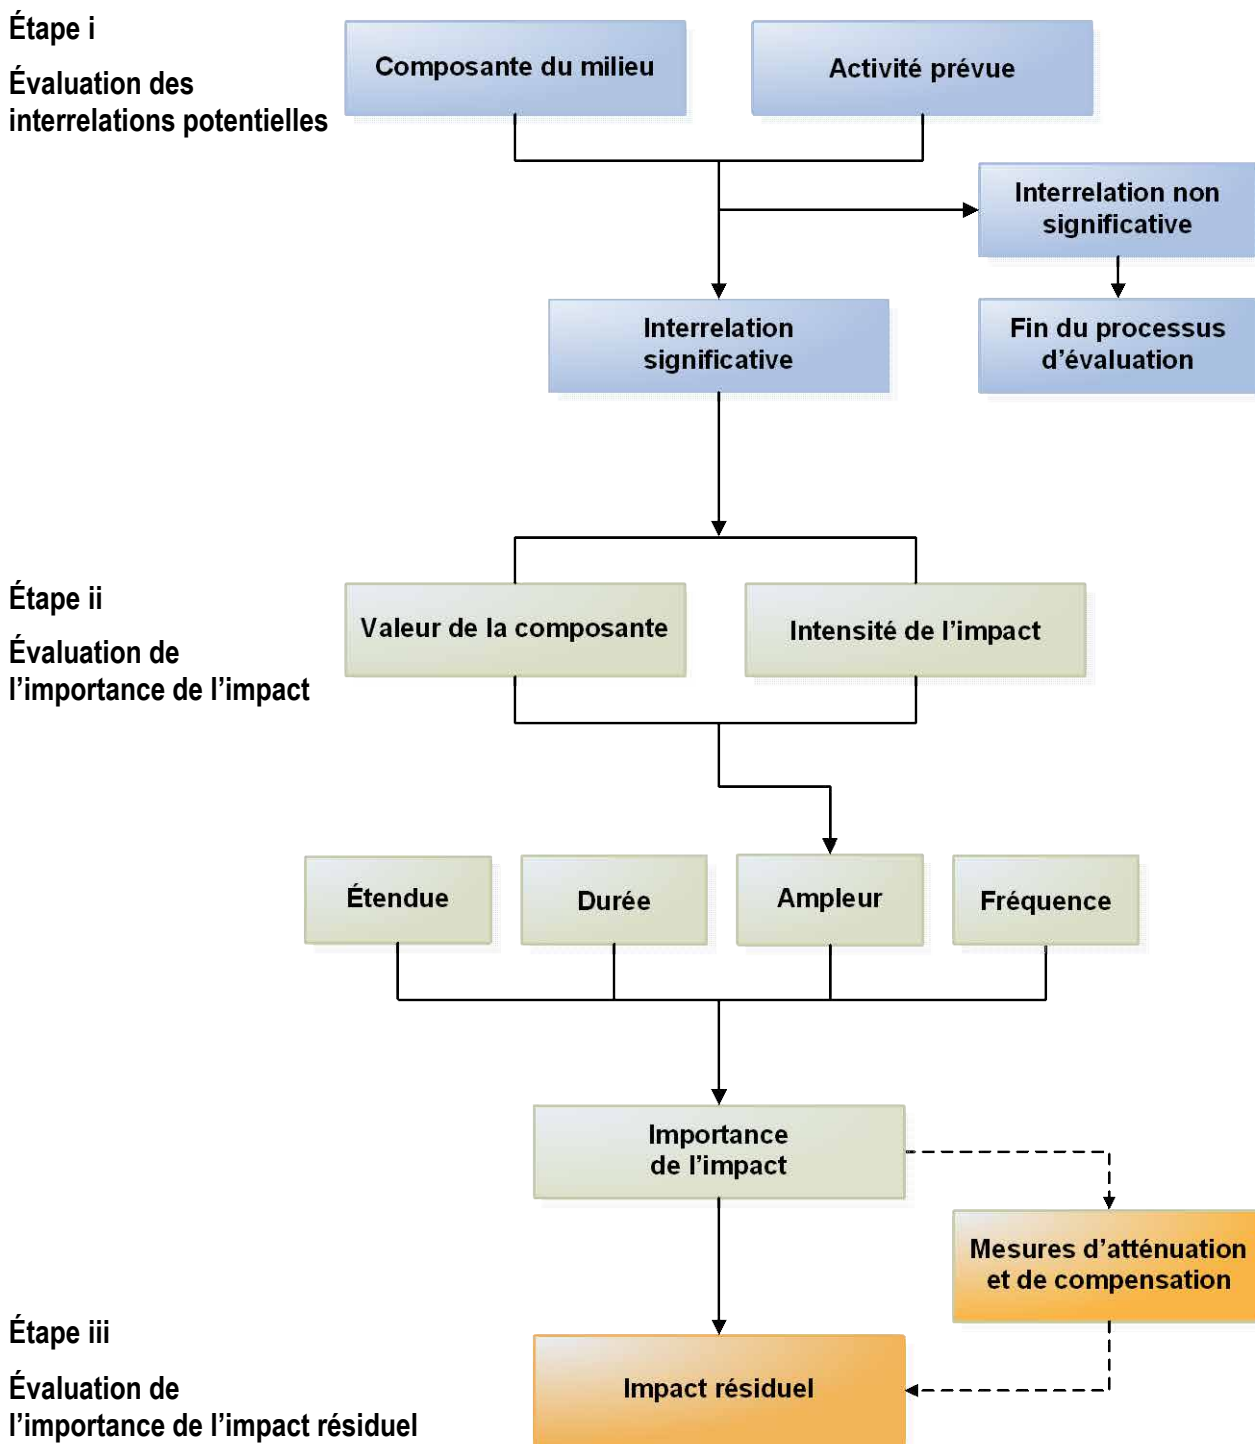 Étape i
Évaluation des
interrelations potentielles
Composante du milieu
Activité prévue
Interrelation non
significative
Interrelation
significative
Fin du processus
d’évaluation
Étape ii
Évaluation de
l’importance de l’impact
Valeur de la composante
Intensité de l’impact
Étendue
Durée
Ampleur
Fréquence
Importance
de l’impact
Mesures d’atténuation
et de compensation
Étape iii
Évaluation de
l’importance de l’impact résiduel
Impact résiduel